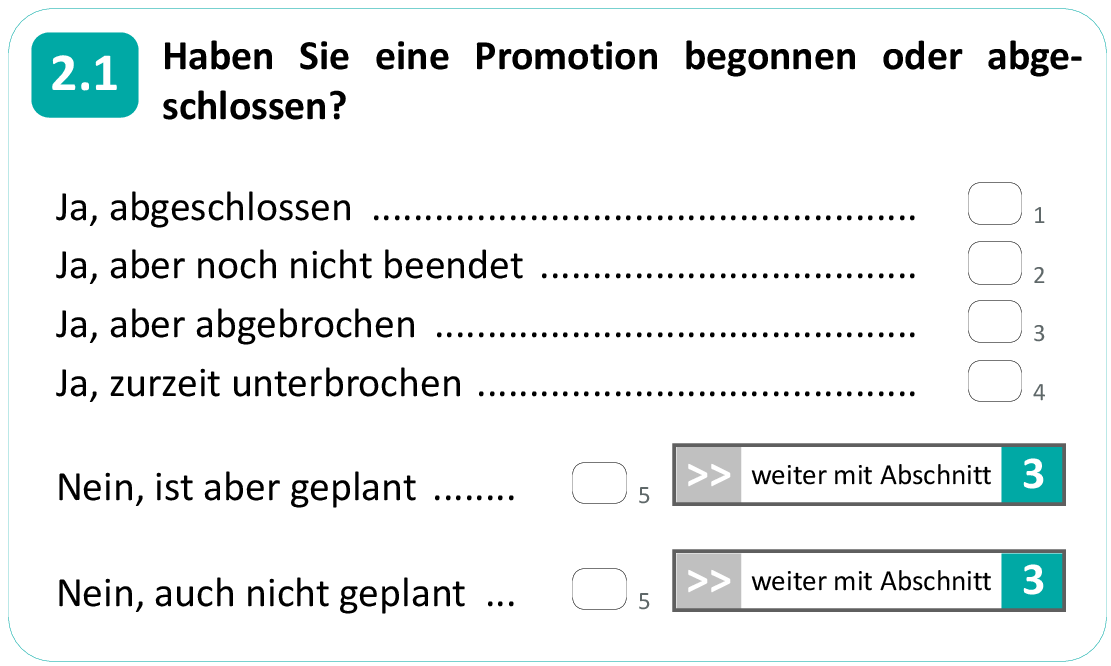 2.1 Haben Sie eine Promotion begonnen oder abge-
schlossen?
Ja, abgeschlossen .................................................... 1
Ja, aber noch nicht beendet .................................... 2
Ja, aber abgebrochen .............................................. 3
Ja, zurzeit unterbrochen .......................................... 4
Nein, ist aber geplant ........ 5 >> weiter mit Abschnitt 3
Nein, auch nicht geplant ... 5 >> weiter mit Abschnitt 3